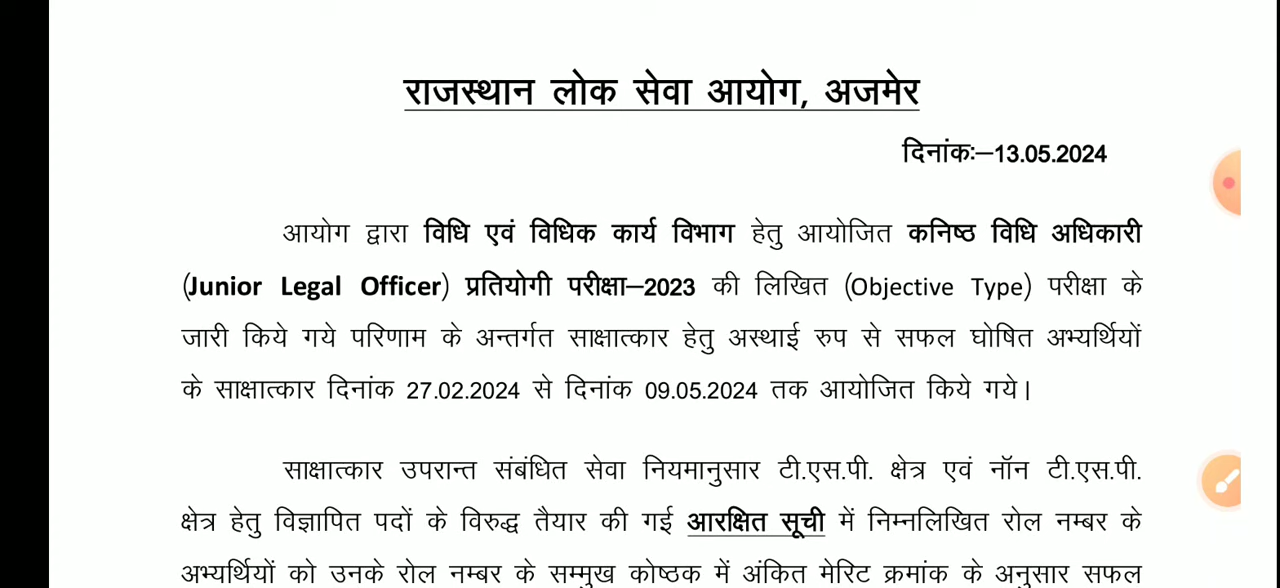 राजस्थान लोक सेवा आयोग, अजमेर
दिनांकः–13.05.2024
आयोग द्वारा विधि एवं विधिक कार्य विभाग हेतु आयोजित कनिष्ठ विधि अधिकारी
(Junior Legal Officer) प्रतियोगी परीक्षा–2023 की लिखित (Objective Type) परीक्षा के
जारी किये गये परिणाम के अन्तर्गत साक्षात्कार हेतु अस्थाई रुप से सफल घोषित अभ्यर्थियों
के साक्षात्कार दिनांक 27.02.2024 से दिनांक 09.05.2024 तक आयोजित किये गये।
साक्षात्कार उपरान्त संबंधित सेवा नियमानुसार टी.एस.पी. क्षेत्र एवं नॉन टी.एस.पी.
क्षेत्र हेतु विज्ञापित पदों के विरुद्ध तैयार की गई आरक्षित सूची में निम्नलिखित रोल नम्बर के
अभ्यर्थियों को उनके रोल नम्बर के सम्मुख कोष्ठक में अंकित मेरिट क्रमांक के अनुसार सफल